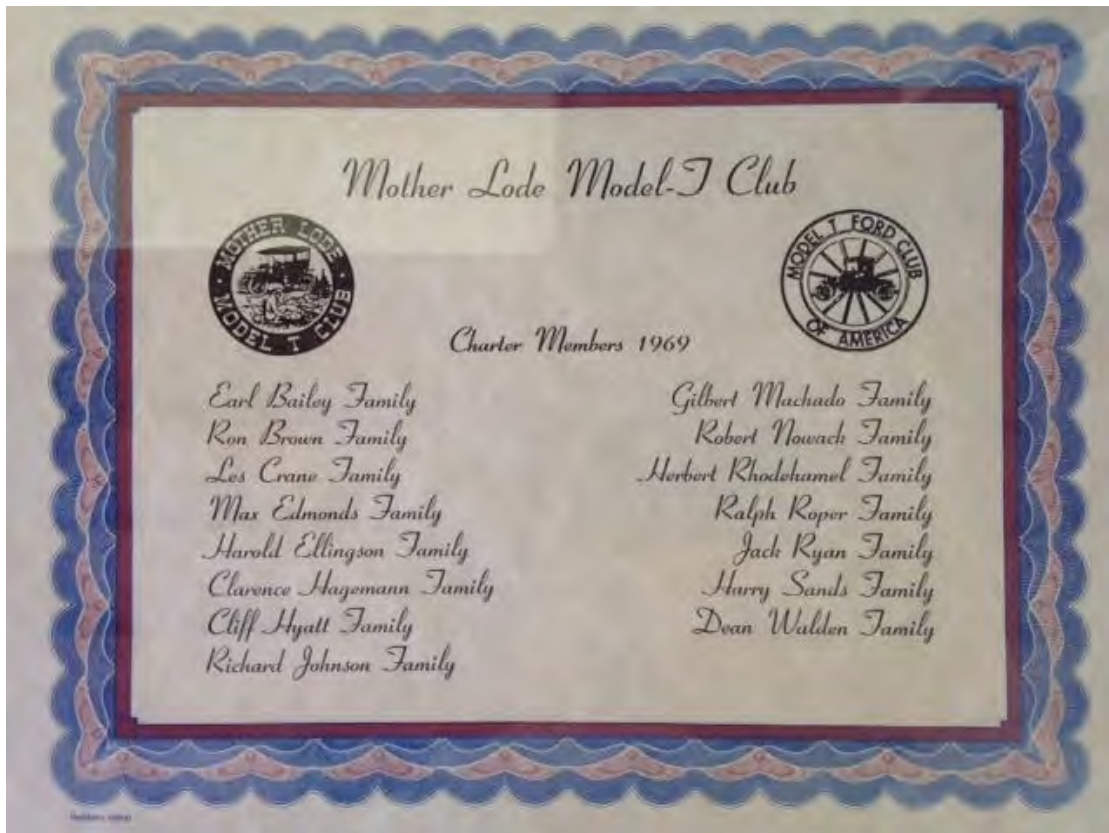 Mother Lode Model-T Club
MOTHER LODE
MODEL T CLUB
MODEL T FORD CLUB
OF AMERICA
Charter Members 1969
Earl Bailey Family
Ron Brown Family
Les Crane Family
Max Edmonds Family
Harold Ellingson Family
Clarence Hagemann Family
Cliff Hyatt Family
Richard Johnson Family
Gilbert Machado Family
Robert Nowack Family
Herbert Rhodehamel Family
Ralph Roper Family
Jack Ryan Family
Harry Sands Family
Dean Walden Family